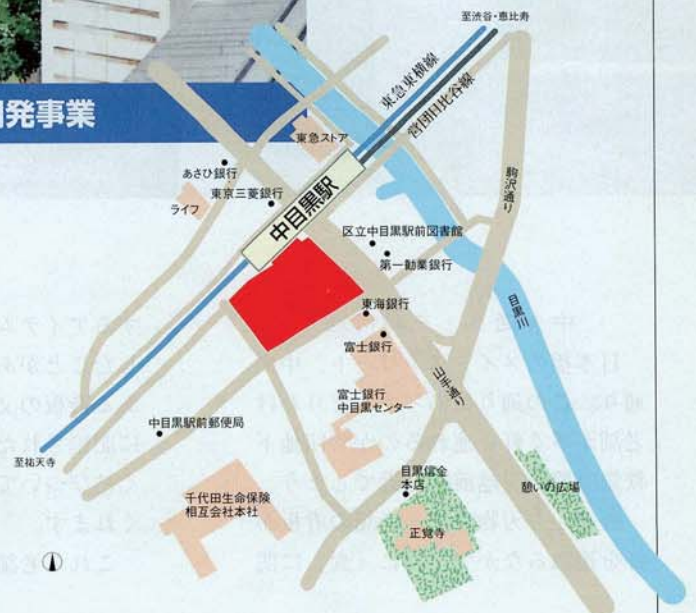 開発事業
至渋谷・恵比寿
東急東横線
営団日比谷線
東急ストア
あさひ銀行
東京三菱銀行
ライフ
中目黒駅
駒沢通り
区立中目黒駅前図書館
第一勧業銀行
東海銀行
富士銀行
目黒川
山手通り
富士銀行
中目黒センター
中目黒駅前郵便局
至祐天寺
目黒信金
本店
憩いの広場
千代田生命保険
相互会社本社
正覚寺